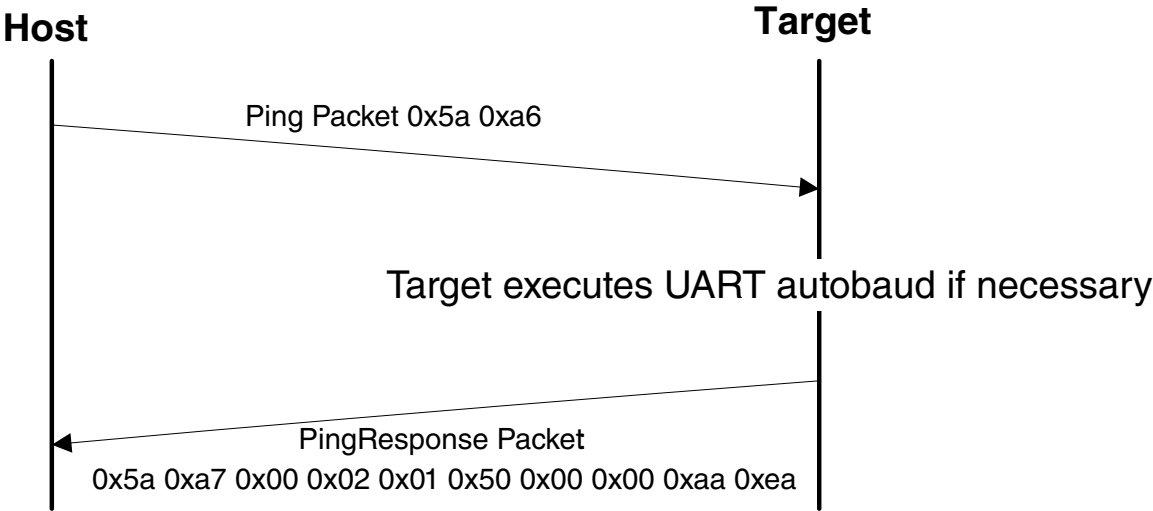 Host
Target
Ping Packet 0x5a 0xa6
Target executes UART autobaud if necessary
PingResponse Packet
0x5a 0xa7 0x00 0x02 0x01 0x50 0x00 0x00 0xaa 0xea